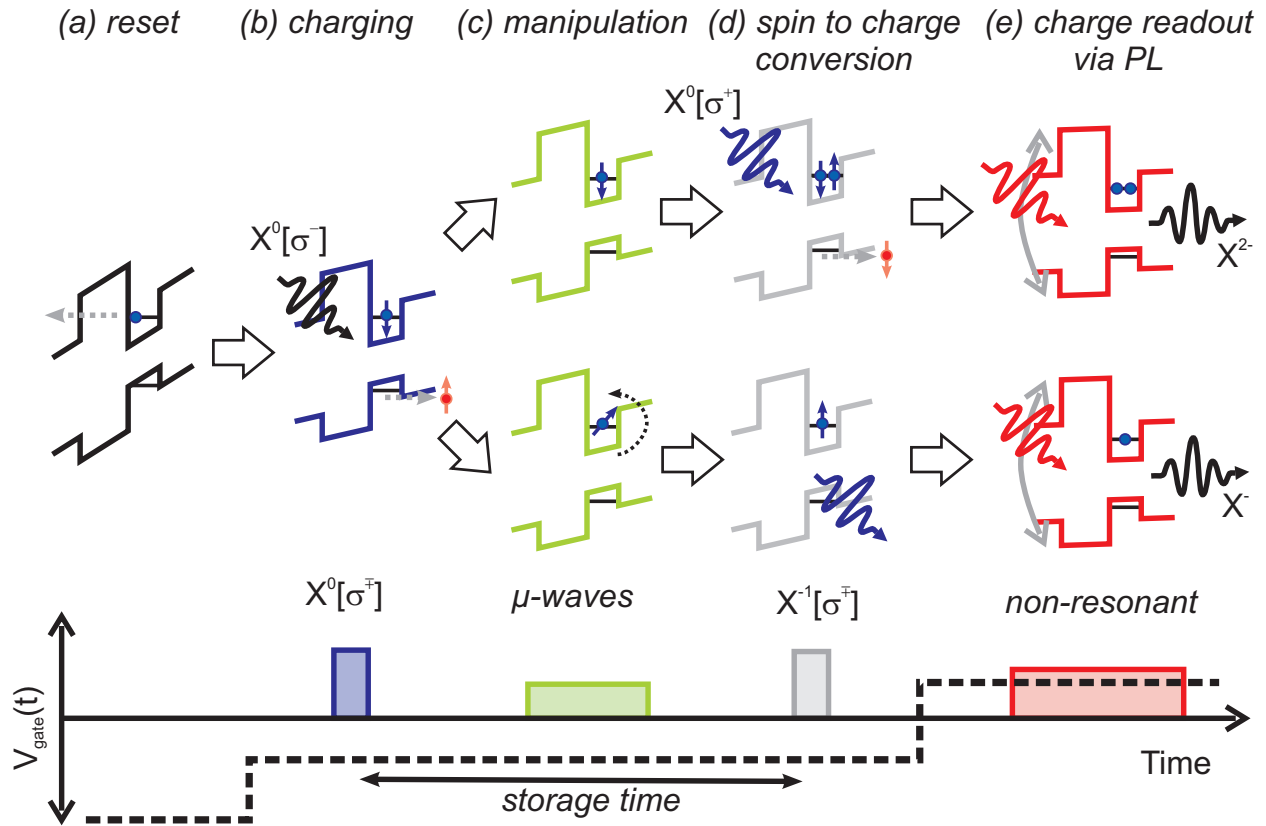 (a) reset
(b) charging
(c) manipulation
(d) spin to charge
conversion
(e) charge readout
via PL
X⁰[σ⁺]
X⁰[σ⁻]
X²⁻
X⁻
X⁰[σ∓]
μ-waves
X⁻¹[σ∓]
non-resonant
V_gate(t)
Time
storage time